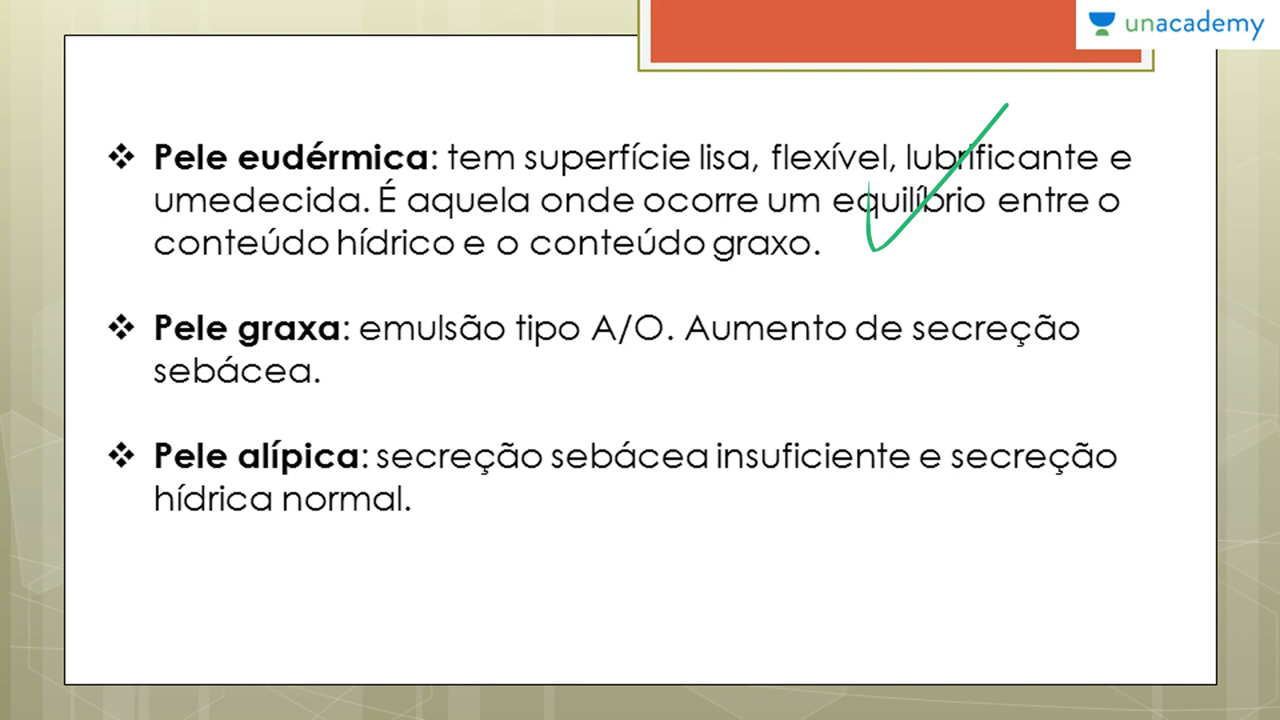 unacademy
❖ Pele eudérmica: tem superfície lisa, flexível, lubrificante e
umedecida. É aquela onde ocorre um equilíbrio entre o
conteúdo hídrico e o conteúdo graxo.
❖ Pele graxa: emulsão tipo A/O. Aumento de secreção
sebácea.
❖ Pele alípica: secreção sebácea insuficiente e secreção
hídrica normal.